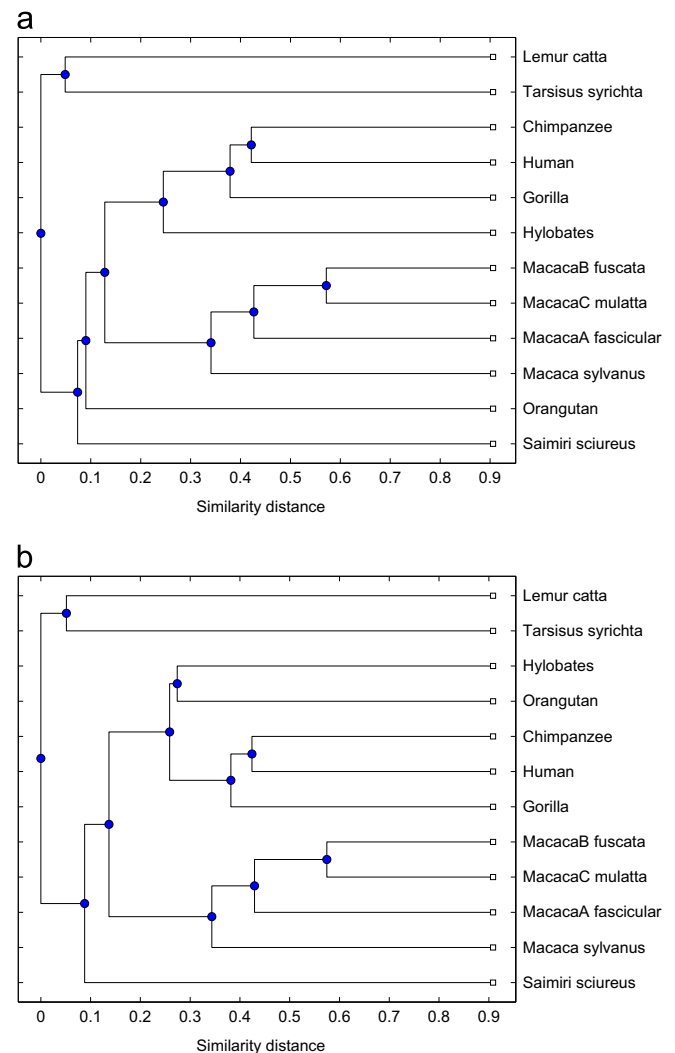 a
Lemur catta
Tarsisus syrichta
Chimpanzee
Human
Gorilla
Hylobates
MacacaB fuscata
MacacaC mulatta
MacacaA fascicular
Macaca sylvanus
Orangutan
Saimiri sciureus
0 0.1 0.2 0.3 0.4 0.5 0.6 0.7 0.8 0.9
Similarity distance
b
Lemur catta
Tarsisus syrichta
Hylobates
Orangutan
Chimpanzee
Human
Gorilla
MacacaB fuscata
MacacaC mulatta
MacacaA fascicular
Macaca sylvanus
Saimiri sciureus
0 0.1 0.2 0.3 0.4 0.5 0.6 0.7 0.8 0.9
Similarity distance